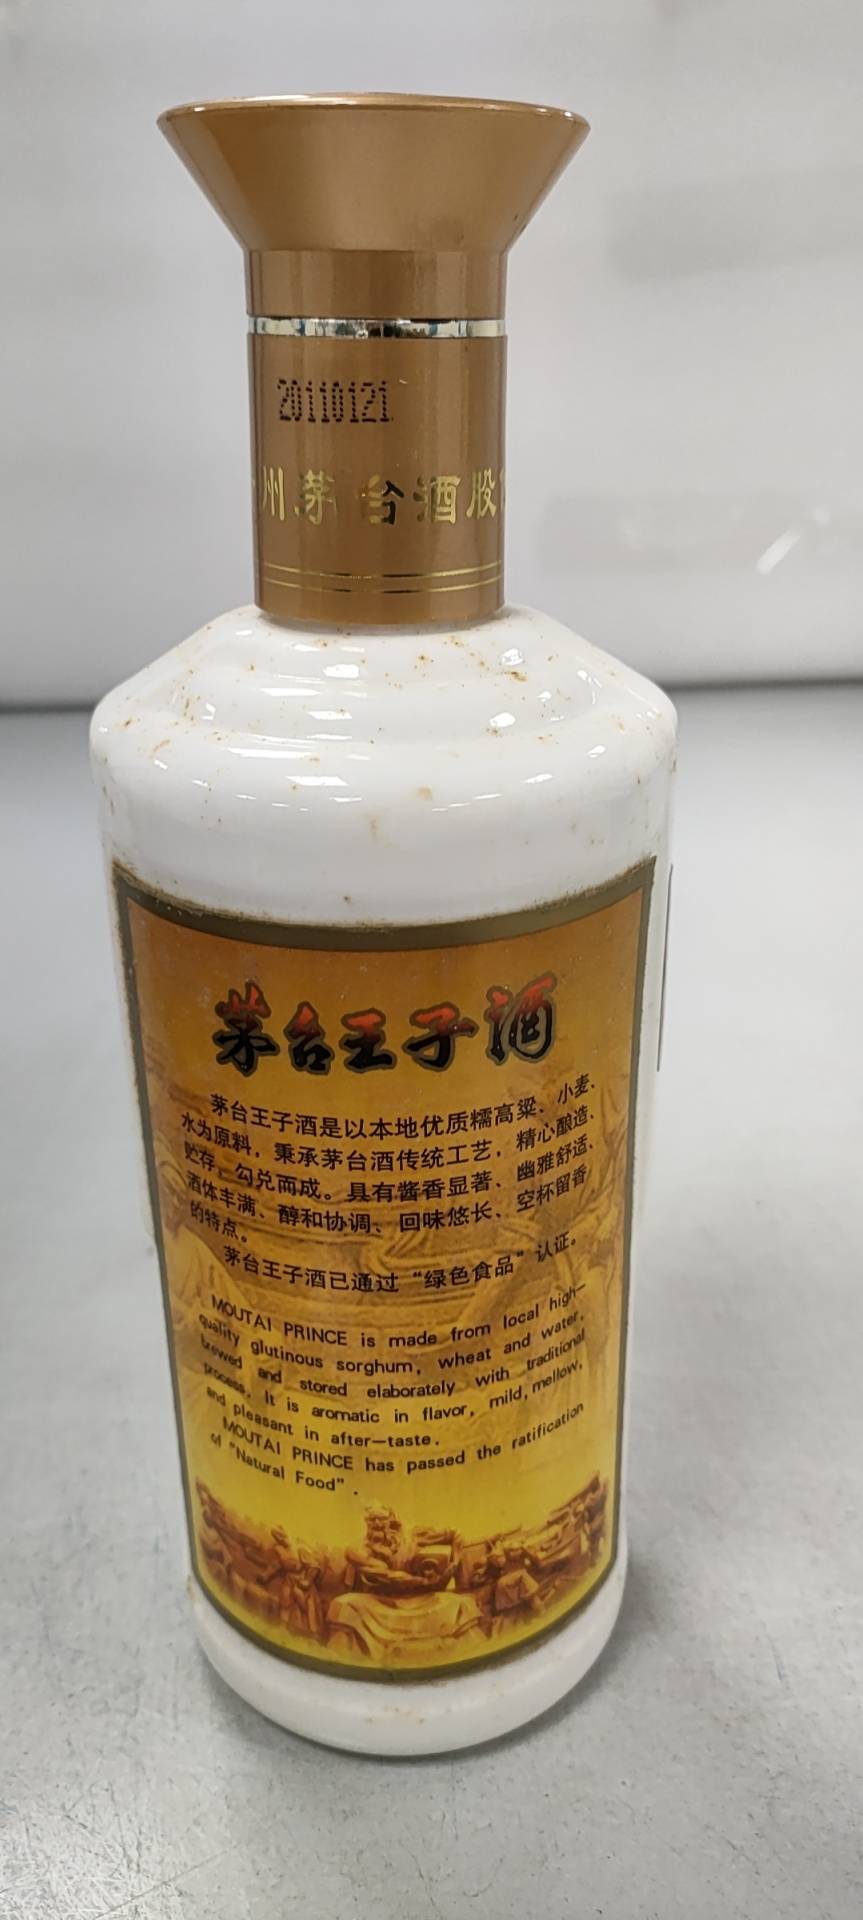 20110121
州茅台酒股
茅台王子酒
茅台王子酒是以本地优质糯高粱、小麦、
水为原料，秉承茅台酒传统工艺，精心酿造、
贮存、勾兑而成。具有酱香显著、幽雅舒适、
酒体丰满、醇和协调、回味悠长、空杯留香
的特点。
茅台王子酒已通过“绿色食品”认证。
MOUTAI PRINCE is made from local high-
quality glutinous sorghum, wheat and water,
brewed and stored elaborately with traditional
process. It is aromatic in flavor, mild, mellow,
and pleasant in after-taste.
MOUTAI PRINCE has passed the ratification
of "Natural Food".